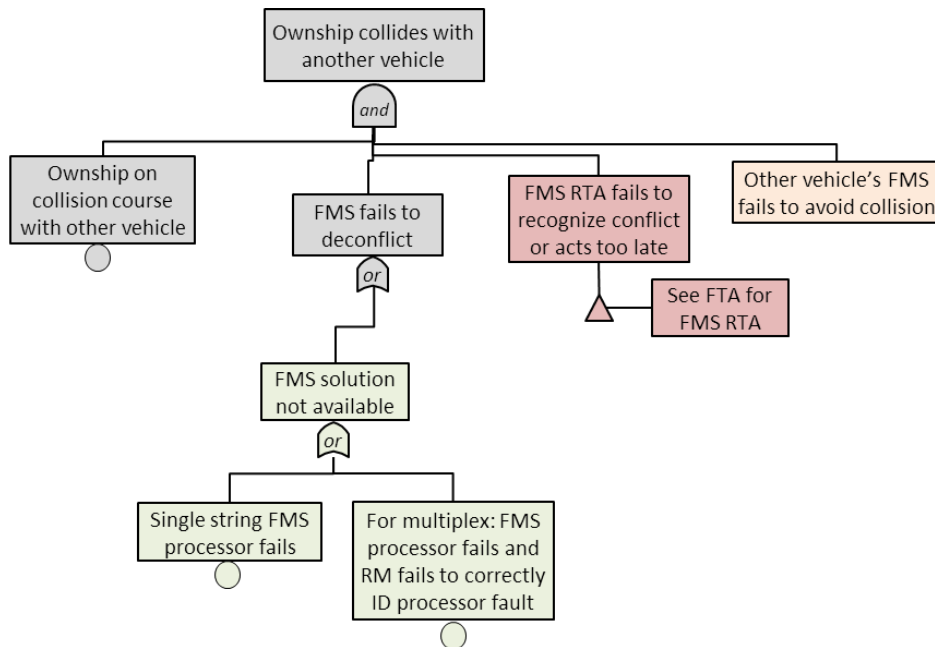 Ownship collides with
another vehicle
and
Ownship on
collision course
with other vehicle
FMS fails to
deconflict
or
FMS RTA fails to
recognize conflict
or acts too late
Other vehicle’s FMS
fails to avoid collision
See FTA for
FMS RTA
FMS solution
not available
or
Single string FMS
processor fails
For multiplex: FMS
processor fails and
RM fails to correctly
ID processor fault